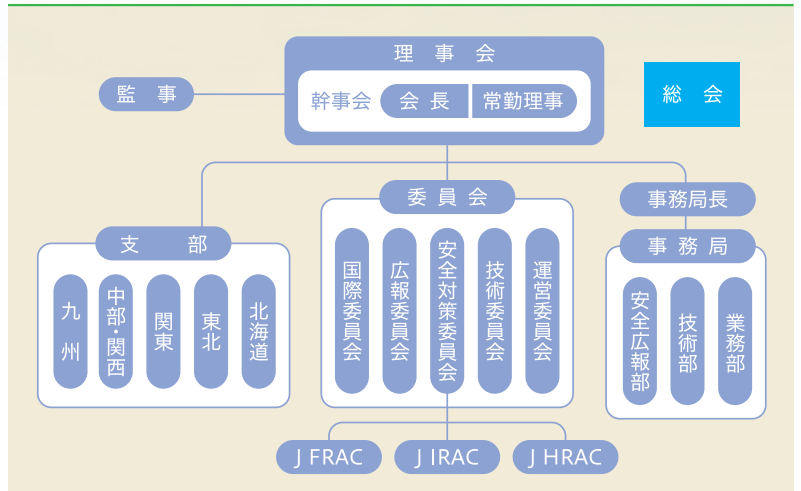 理事会
監事
幹事会
会長
常勤理事
総会
委員会
事務局長
支部
事務局
九州
中部・関西
関東
東北
北海道
国際委員会
広報委員会
安全対策委員会
技術委員会
運営委員会
安全広報部
技術部
業務部
J FRAC
J IRAC
J HRAC